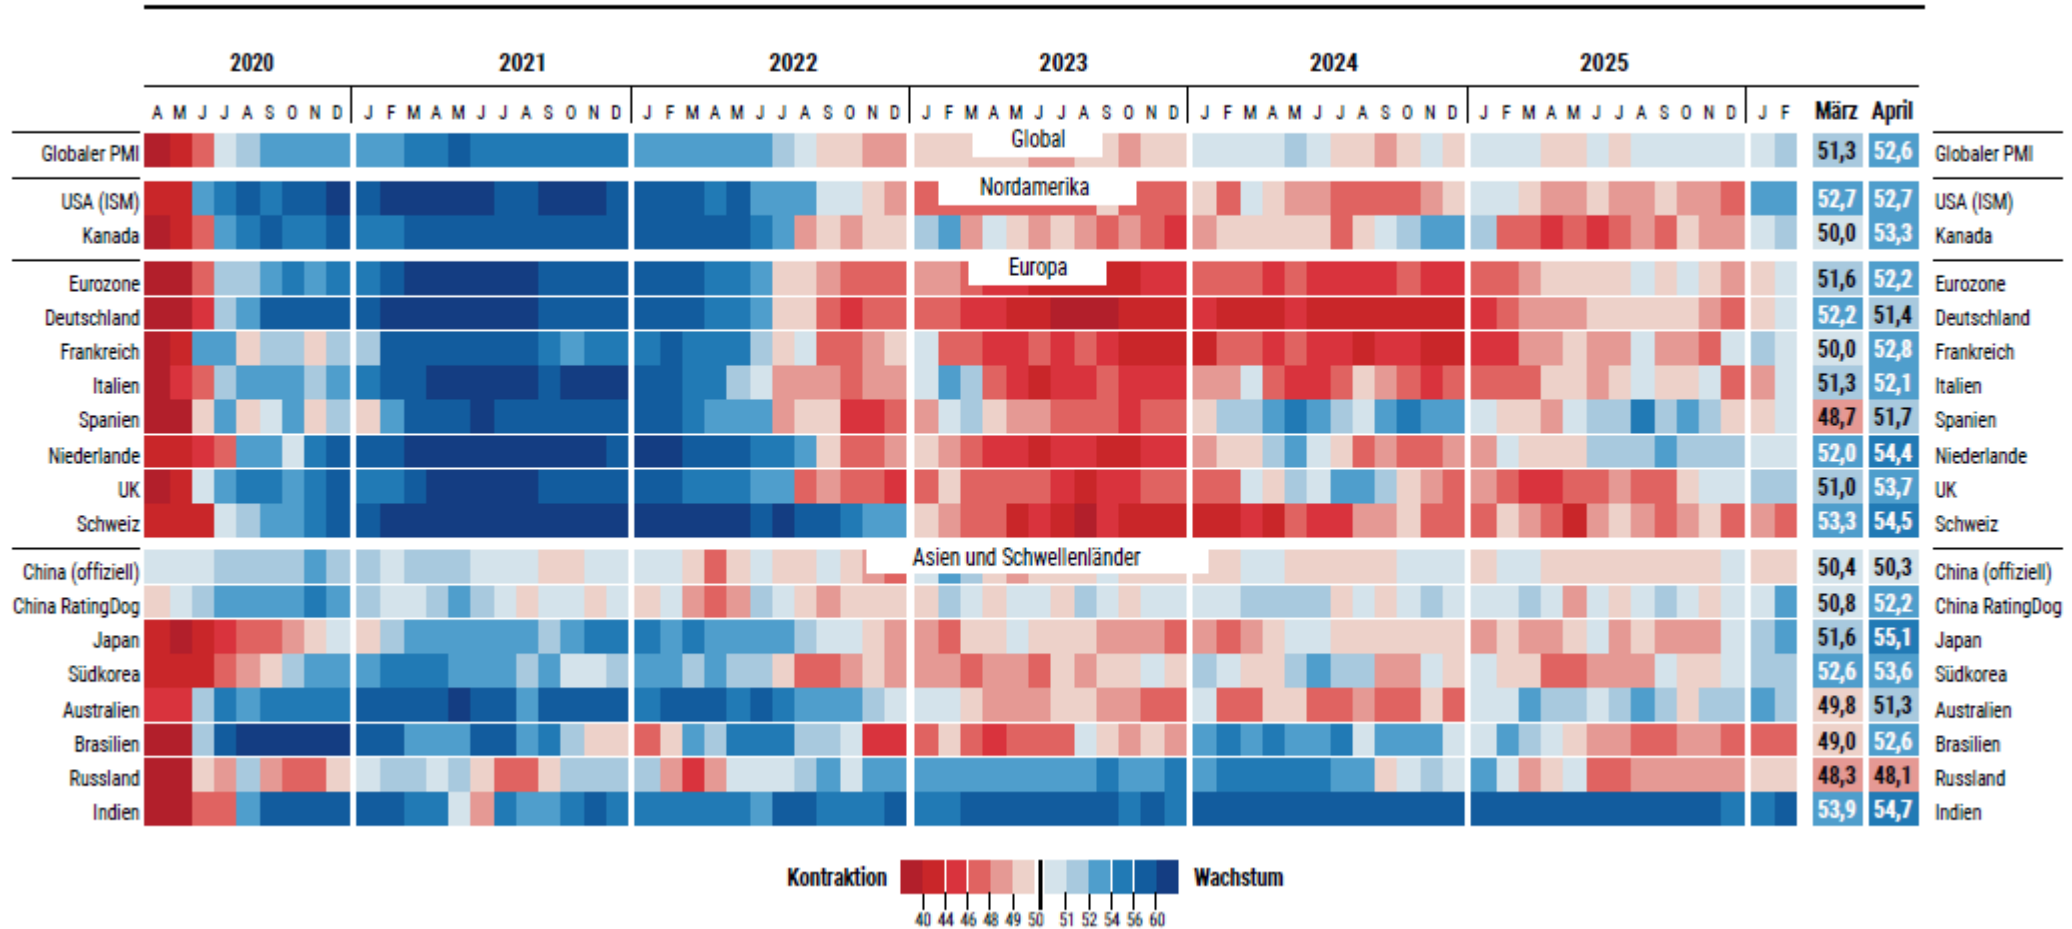 2020 2021 2022 2023 2024 2025
A M J J A S O N D J F M A M J J A S O N D J F M A M J J A S O N D J F M A M J J A S O N D J F M A M J J A S O N D J F M A M J J A S O N D J F März April
Global
Globaler PMI 51,3 52,6 Globaler PMI
Nordamerika
USA (ISM) 52,7 52,7 USA (ISM)
Kanada 50,0 53,3 Kanada
Europa
Eurozone 51,6 52,2 Eurozone
Deutschland 52,2 51,4 Deutschland
Frankreich 50,0 52,8 Frankreich
Italien 51,3 52,1 Italien
Spanien 48,7 51,7 Spanien
Niederlande 52,0 54,4 Niederlande
UK 51,0 53,7 UK
Schweiz 53,3 54,5 Schweiz
Asien und Schwellenländer
China (offiziell) 50,4 50,3 China (offiziell)
China RatingDog 50,8 52,2 China RatingDog
Japan 51,6 55,1 Japan
Südkorea 52,6 53,6 Südkorea
Australien 49,8 51,3 Australien
Brasilien 49,0 52,6 Brasilien
Russland 48,3 48,1 Russland
Indien 53,9 54,7 Indien
Kontraktion Wachstum
40 44 46 48 49 50 51 52 54 56 60